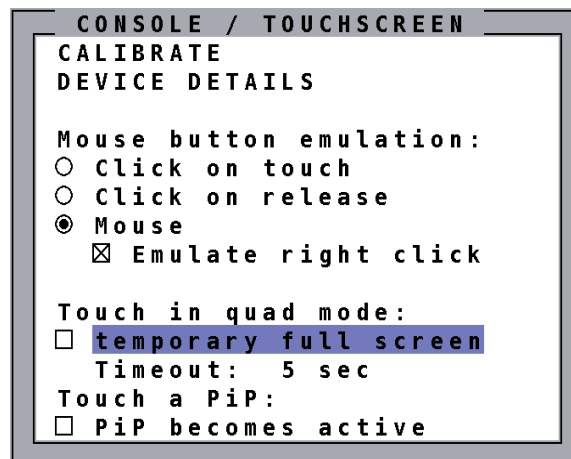 CONSOLE / TOUCHSCREEN
CALIBRATE
DEVICE DETAILS
Mouse button emulation:
Click on touch
Click on release
Mouse
Emulate right click
Touch in quad mode:
temporary full screen
Timeout: 5 sec
Touch a PiP:
PiP becomes active